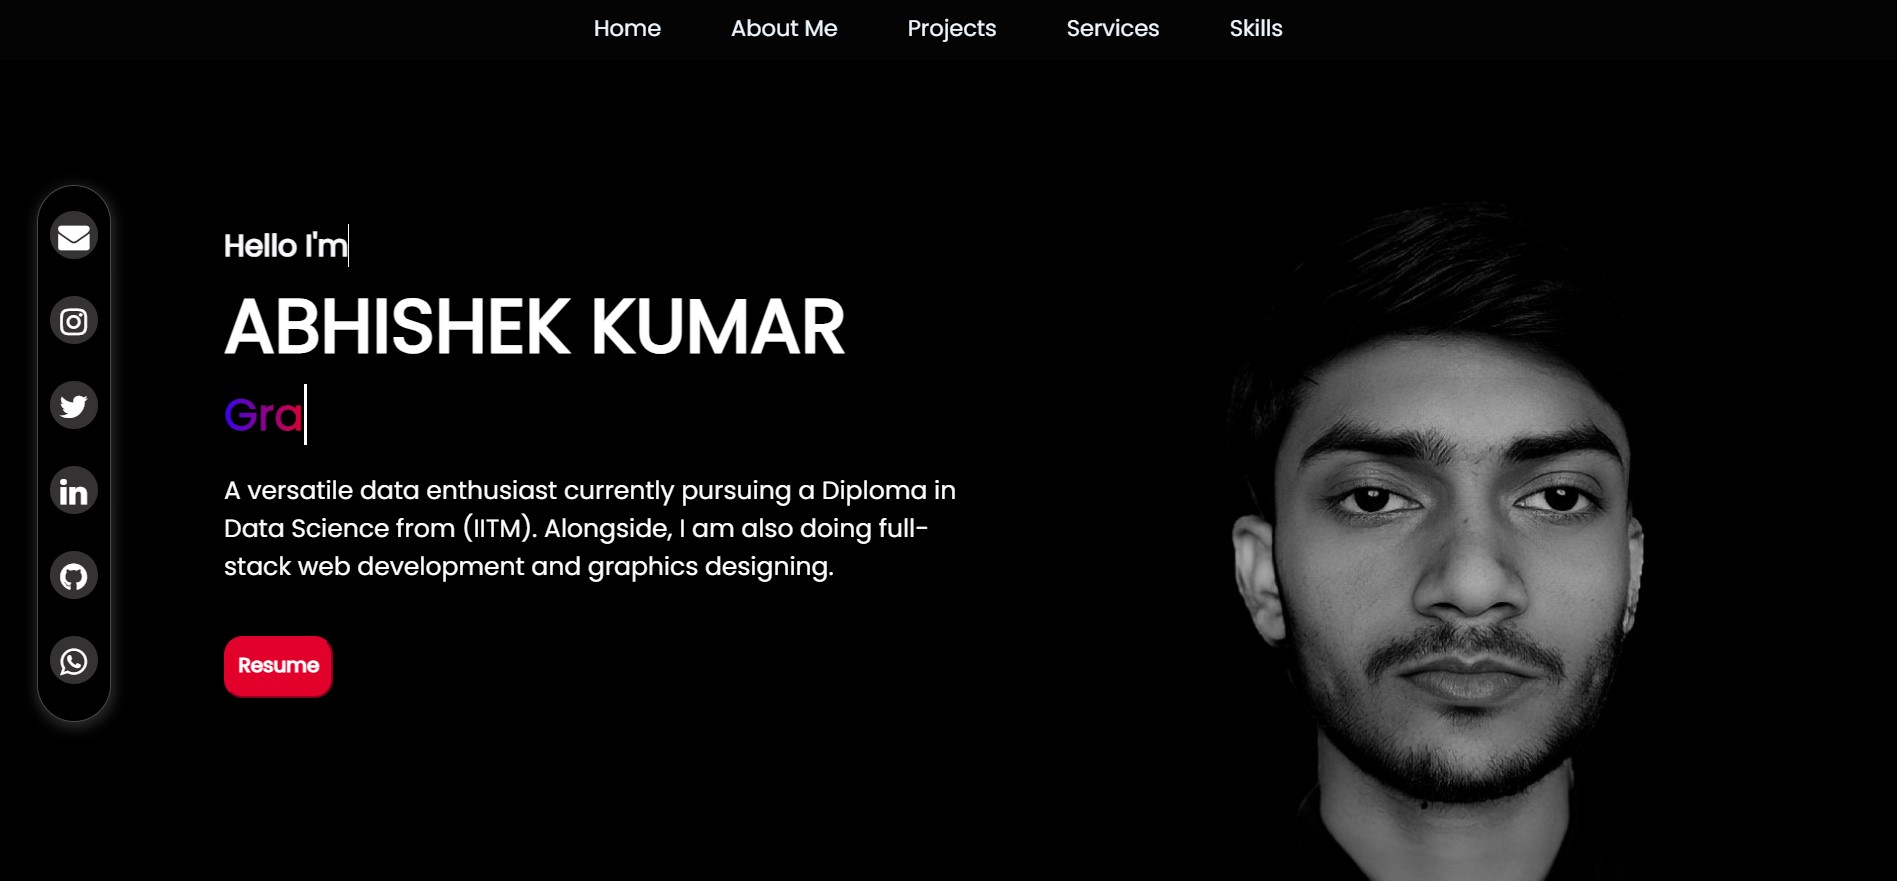 Home About Me Projects Services Skills
Hello I'm
ABHISHEK KUMAR
Gra
A versatile data enthusiast currently pursuing a Diploma in
Data Science from (IITM). Alongside, I am also doing full-
stack web development and graphics designing.
Resume